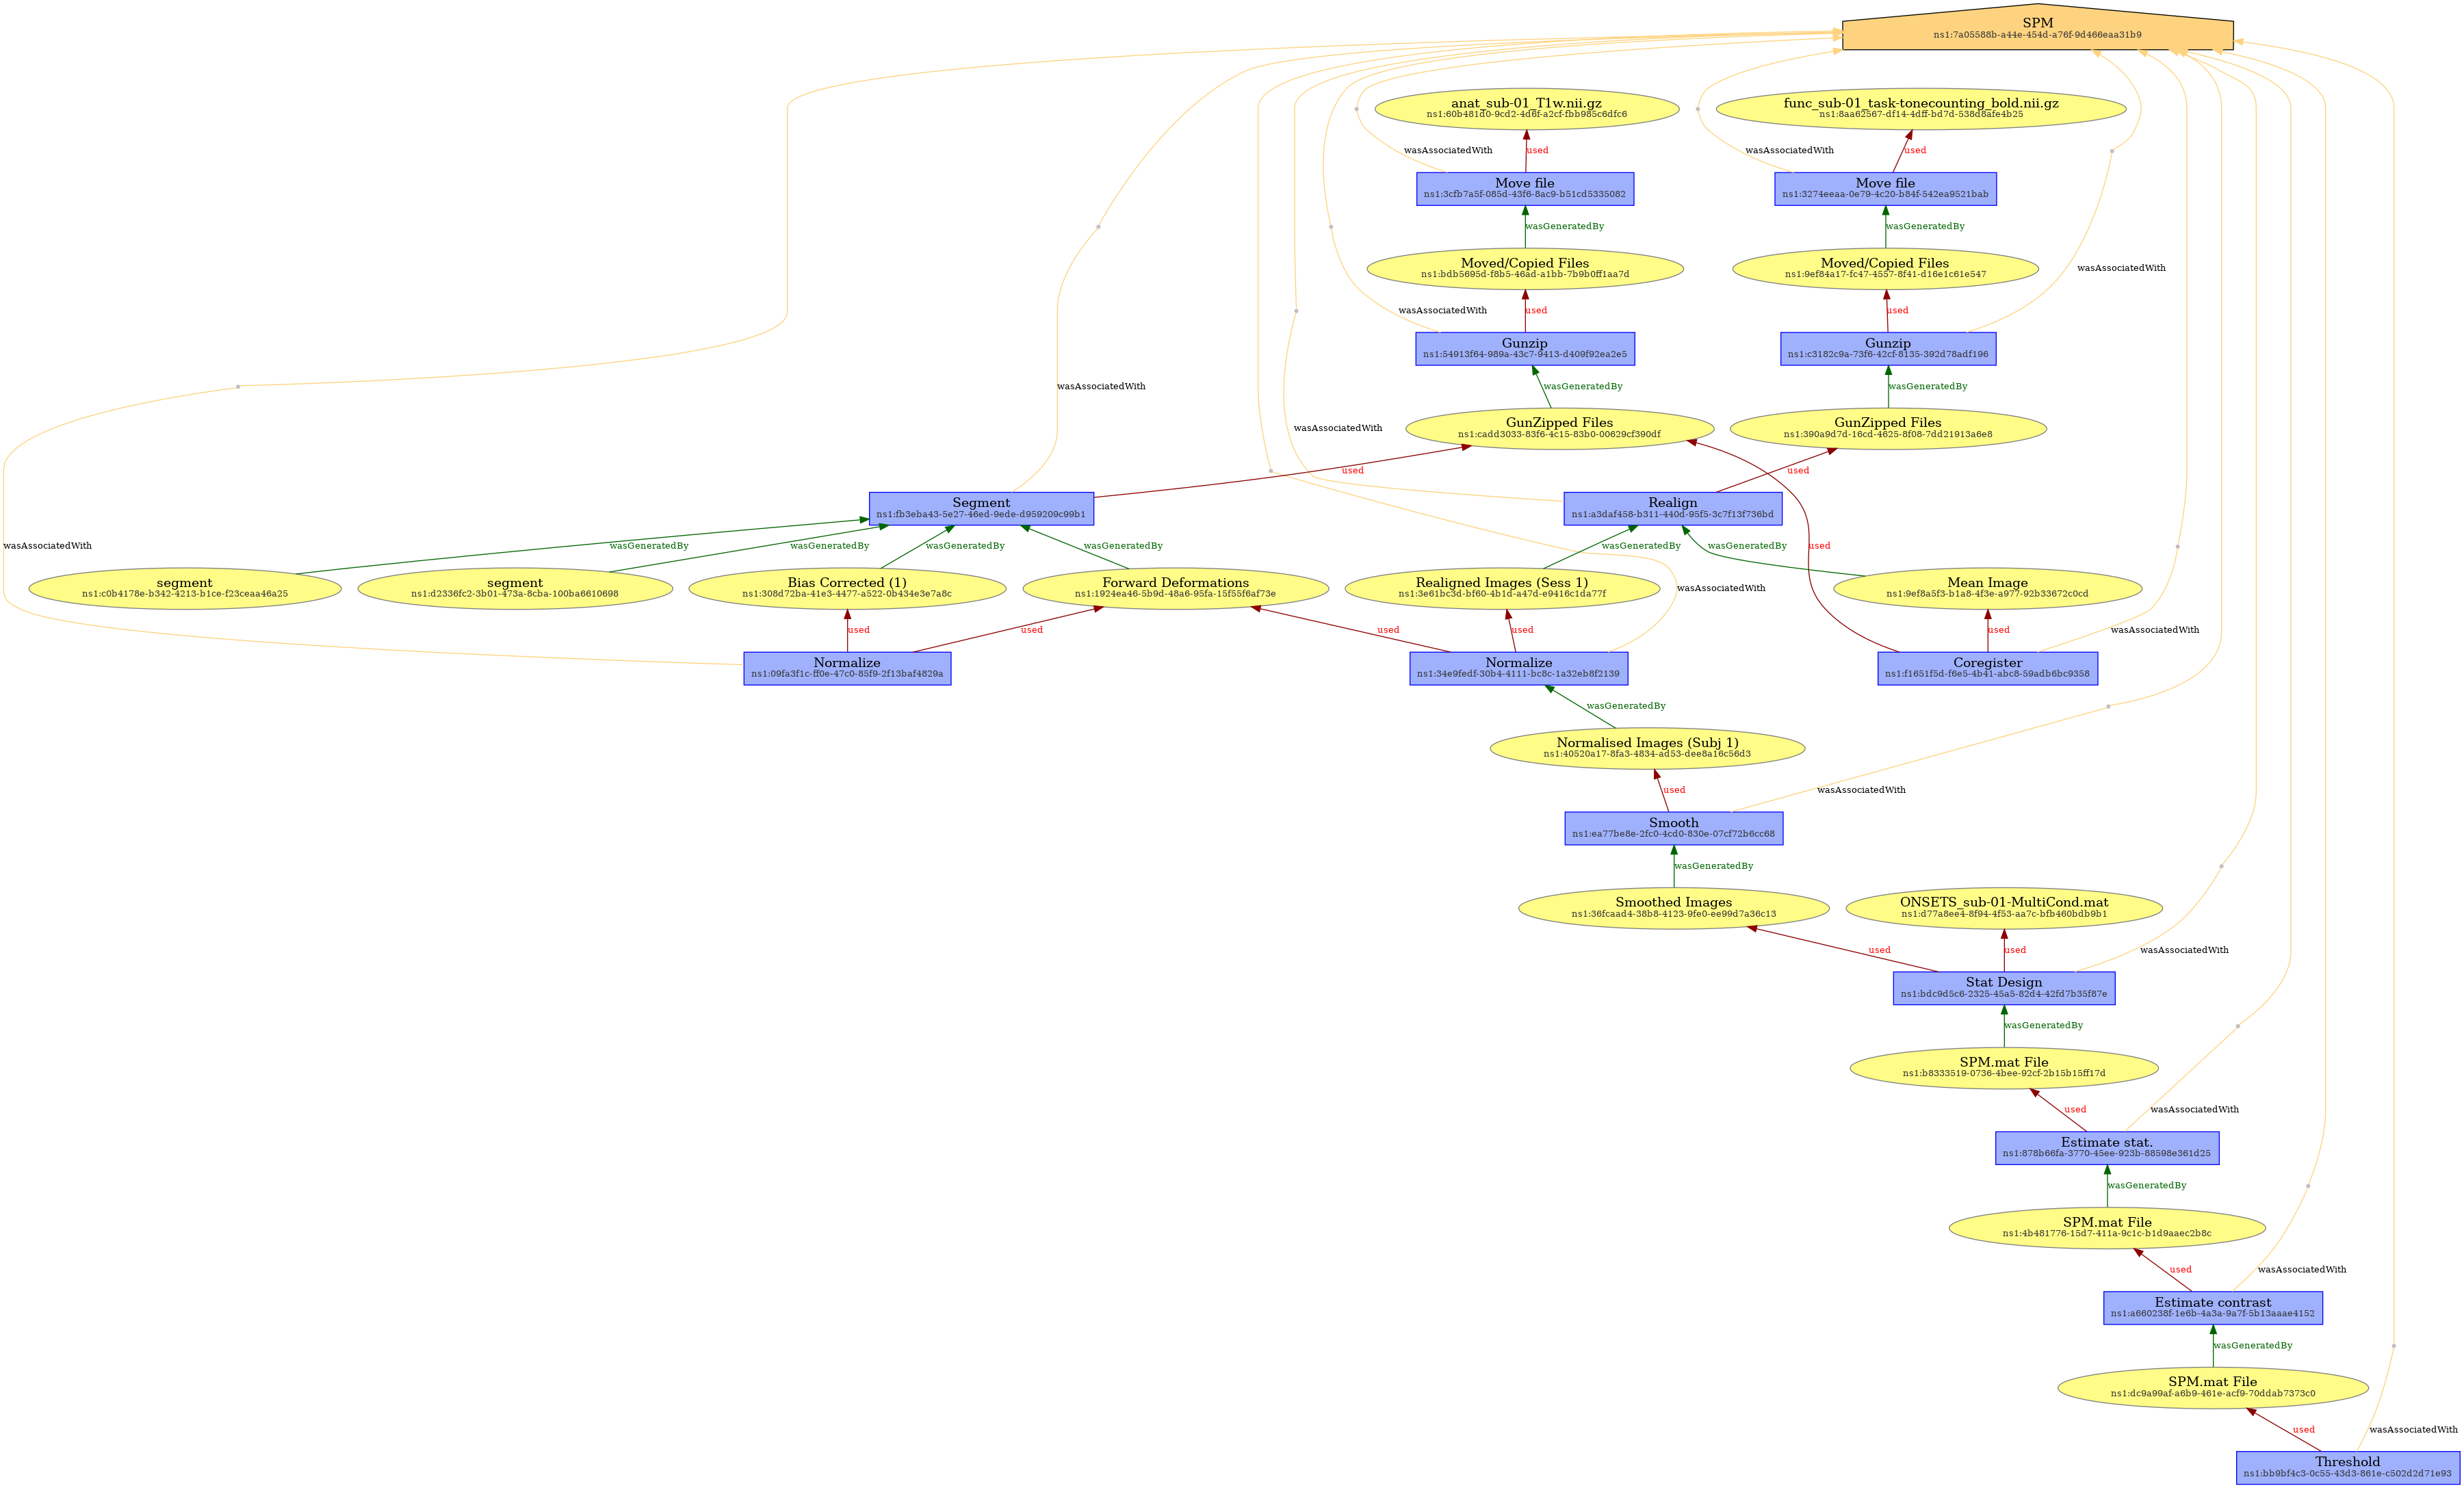 SPM
ns1:7a05588b-a44e-454d-a76f-9d466eaa31b9
anat_sub-01_T1w.nii.gz
ns1:60b481d0-9cd2-4d6f-a2cf-fbb985c6dfc6
func_sub-01_task-tonecounting_bold.nii.gz
ns1:8aa62567-df14-4dff-bd7d-538d8afe4b25
wasAssociatedWith
used
wasAssociatedWith
used
Move file
ns1:3cfb7a5f-085d-43f6-8ac9-b51cd5335082
Move file
ns1:3274eeaa-0e79-4c20-b84f-542ea9521bab
wasGeneratedBy
wasGeneratedBy
Moved/Copied Files
ns1:bdb5695d-f8b5-46ad-a1bb-7b9b0ff1aa7d
Moved/Copied Files
ns1:9ef84a17-fc47-4557-8f41-d16e1c61e547
wasAssociatedWith
wasAssociatedWith
used
used
Gunzip
ns1:54913f64-989a-43c7-9413-d409f92ea2e5
Gunzip
ns1:c3182c9a-73f6-42cf-8135-392d78adf196
wasAssociatedWith
wasGeneratedBy
wasGeneratedBy
GunZipped Files
ns1:cadd3033-83f6-4c15-83b0-00629cf390df
GunZipped Files
ns1:390a9d7d-16cd-4625-8f08-7dd21913a6e8
wasAssociatedWith
used
used
Segment
ns1:fb3eba43-5e27-46ed-9ede-d959209c99b1
Realign
ns1:a3daf458-b311-440d-95f5-3c7f13f736bd
wasAssociatedWith
wasGeneratedBy
wasGeneratedBy
wasGeneratedBy
wasGeneratedBy
wasGeneratedBy
wasGeneratedBy
used
segment
ns1:c0b4178e-b342-4213-b1ce-f23ceaa46a25
segment
ns1:d2336fc2-3b01-473a-8cba-100ba6610698
Bias Corrected (1)
ns1:308d72ba-41e3-4477-a522-0b434e3e7a8c
Forward Deformations
ns1:1924ea46-5b9d-48a6-95fa-15f55f6af73e
Realigned Images (Sess 1)
ns1:3e61bc3d-bf60-4b1d-a47d-e9416c1da77f
Mean Image
ns1:9ef8a5f3-b1a8-4f3e-a977-92b33672c0cd
wasAssociatedWith
used
used
used
used
used
wasAssociatedWith
Normalize
ns1:09fa3f1c-ff0e-47c0-85f9-2f13baf4829a
Normalize
ns1:34e9fedf-30b4-4111-bc8c-1a32eb8f2139
Coregister
ns1:f1651f5d-f6e5-4b41-abc8-59adb6bc9358
wasGeneratedBy
Normalised Images (Subj 1)
ns1:40520a17-8fa3-4834-ad53-dee8a16c56d3
used
wasAssociatedWith
Smooth
ns1:ea77be8e-2fc0-4cd0-830e-07cf72b6cc68
wasGeneratedBy
Smoothed Images
ns1:36fcaad4-38b8-4123-9fe0-ee99d7a36c13
ONSETS_sub-01-MultiCond.mat
ns1:d77a8ee4-8f94-4f53-aa7c-bfb460bdb9b1
used
used
wasAssociatedWith
Stat Design
ns1:bdc9d5c6-2325-45a5-82d4-42fd7b35f87e
wasGeneratedBy
SPM.mat File
ns1:b8333519-0736-4bee-92cf-2b15b15ff17d
used
wasAssociatedWith
Estimate stat.
ns1:878b66fa-3770-45ee-923b-88598e361d25
wasGeneratedBy
SPM.mat File
ns1:4b481776-15d7-411a-9c1c-b1d9aaec2b8c
used
wasAssociatedWith
Estimate contrast
ns1:a660238f-1e6b-4a3a-9a7f-5b13aaae4152
wasGeneratedBy
SPM.mat File
ns1:dc9a99af-a6b9-461e-acf9-70ddab7373c0
used
wasAssociatedWith
Threshold
ns1:bb9bf4c3-0c55-43d3-861e-c502d2d71e93